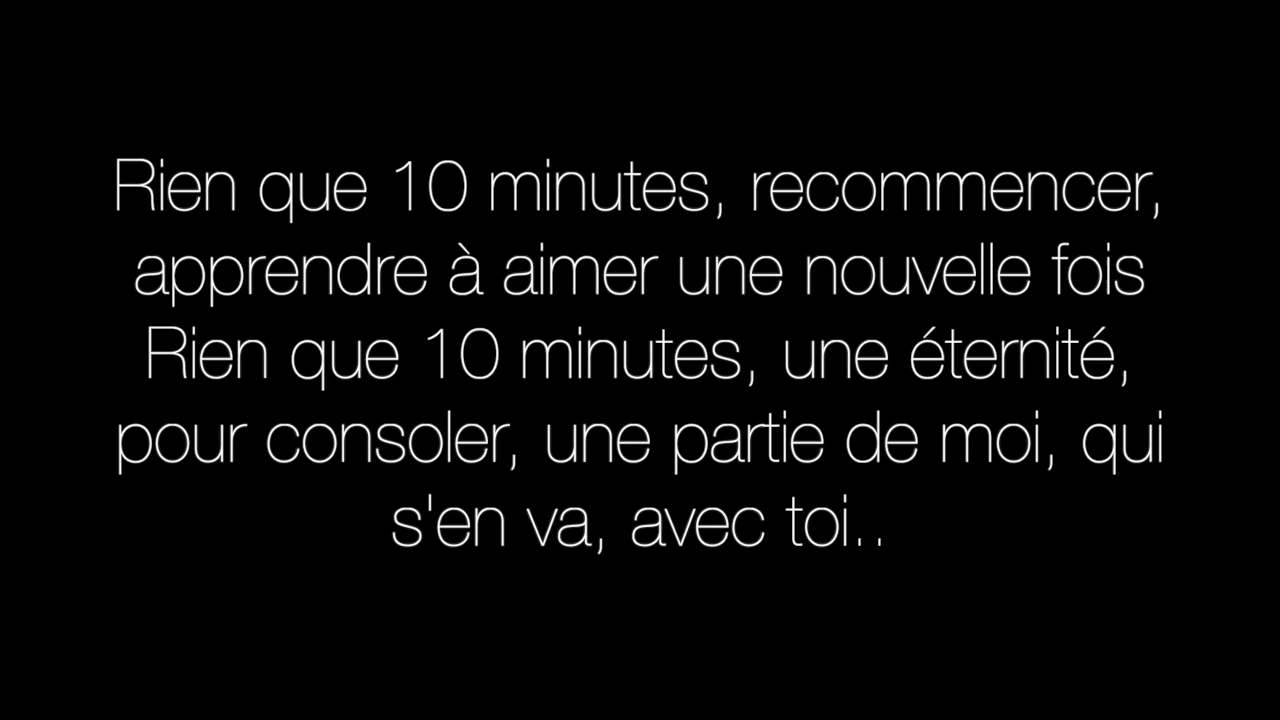 Rien que 10 minutes, recommencer,
apprendre à aimer une nouvelle fois
Rien que 10 minutes, une éternité,
pour consoler, une partie de moi, qui
s'en va, avec toi..